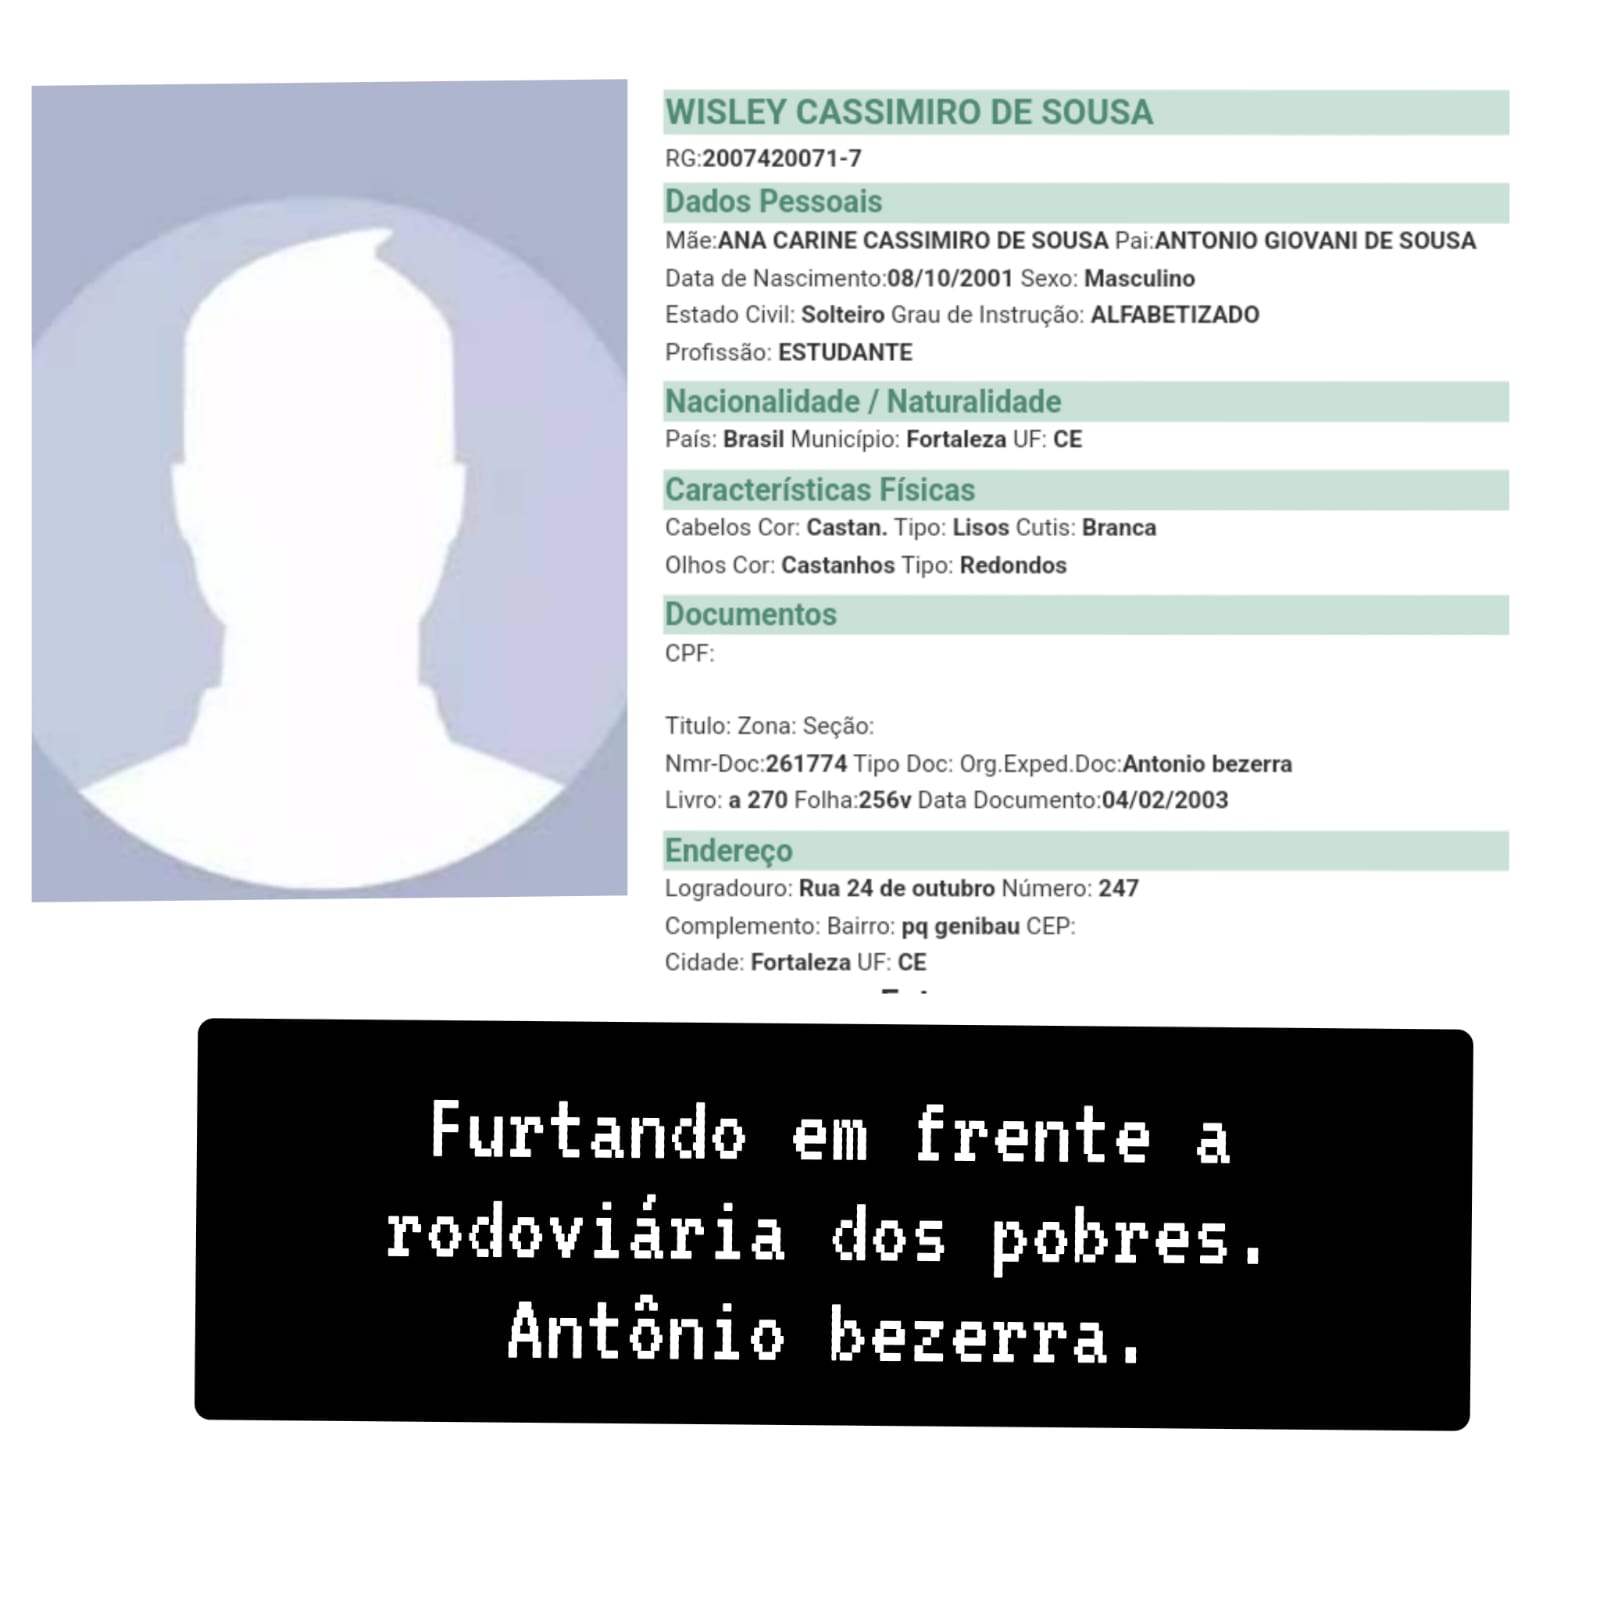 WISLEY CASSIMIRO DE SOUSA
RG:2007420071-7
Dados Pessoais
Mãe:ANA CARINE CASSIMIRO DE SOUSA Pai:ANTONIO GIOVANI DE SOUSA
Data de Nascimento:08/10/2001 Sexo: Masculino
Estado Civil: Solteiro Grau de Instrução: ALFABETIZADO
Profissão: ESTUDANTE
Nacionalidade / Naturalidade
País: Brasil Município: Fortaleza UF: CE
Características Físicas
Cabelos Cor: Castan. Tipo: Lisos Cutis: Branca
Olhos Cor: Castanhos Tipo: Redondos
Documentos
CPF:
Titulo: Zona: Seção:
Nmr-Doc:261774 Tipo Doc: Org.Exped.Doc:Antonio bezerra
Livro: a 270 Folha:256v Data Documento:04/02/2003
Endereço
Logradouro: Rua 24 de outubro Número: 247
Complemento: Bairro: pq genibau CEP:
Cidade: Fortaleza UF: CE
Furtando em frente a
rodoviária dos pobres.
Antônio bezerra.